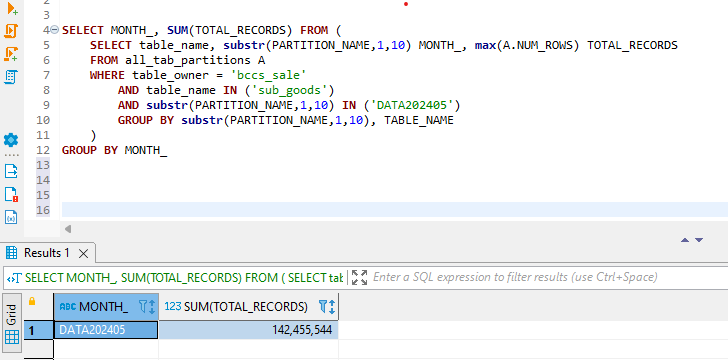 2
3
4 SELECT MONTH_, SUM(TOTAL_RECORDS) FROM (
5 SELECT table_name, substr(PARTITION_NAME,1,10) MONTH_, max(A.NUM_ROWS) TOTAL_RECORDS
6 FROM all_tab_partitions A
7 WHERE table_owner = 'bccs_sale'
8 AND table_name IN ('sub_goods')
9 AND substr(PARTITION_NAME,1,10) IN ('DATA202405')
10 GROUP BY substr(PARTITION_NAME,1,10), TABLE_NAME
11 )
12 GROUP BY MONTH_
13
14
15
16
Results 1
SELECT MONTH_, SUM(TOTAL_RECORDS) FROM ( SELECT tab
Enter a SQL expression to filter results (use Ctrl+Space)
Grid
ABC MONTH_ 123 SUM(TOTAL_RECORDS)
1 DATA202405 142,455,544